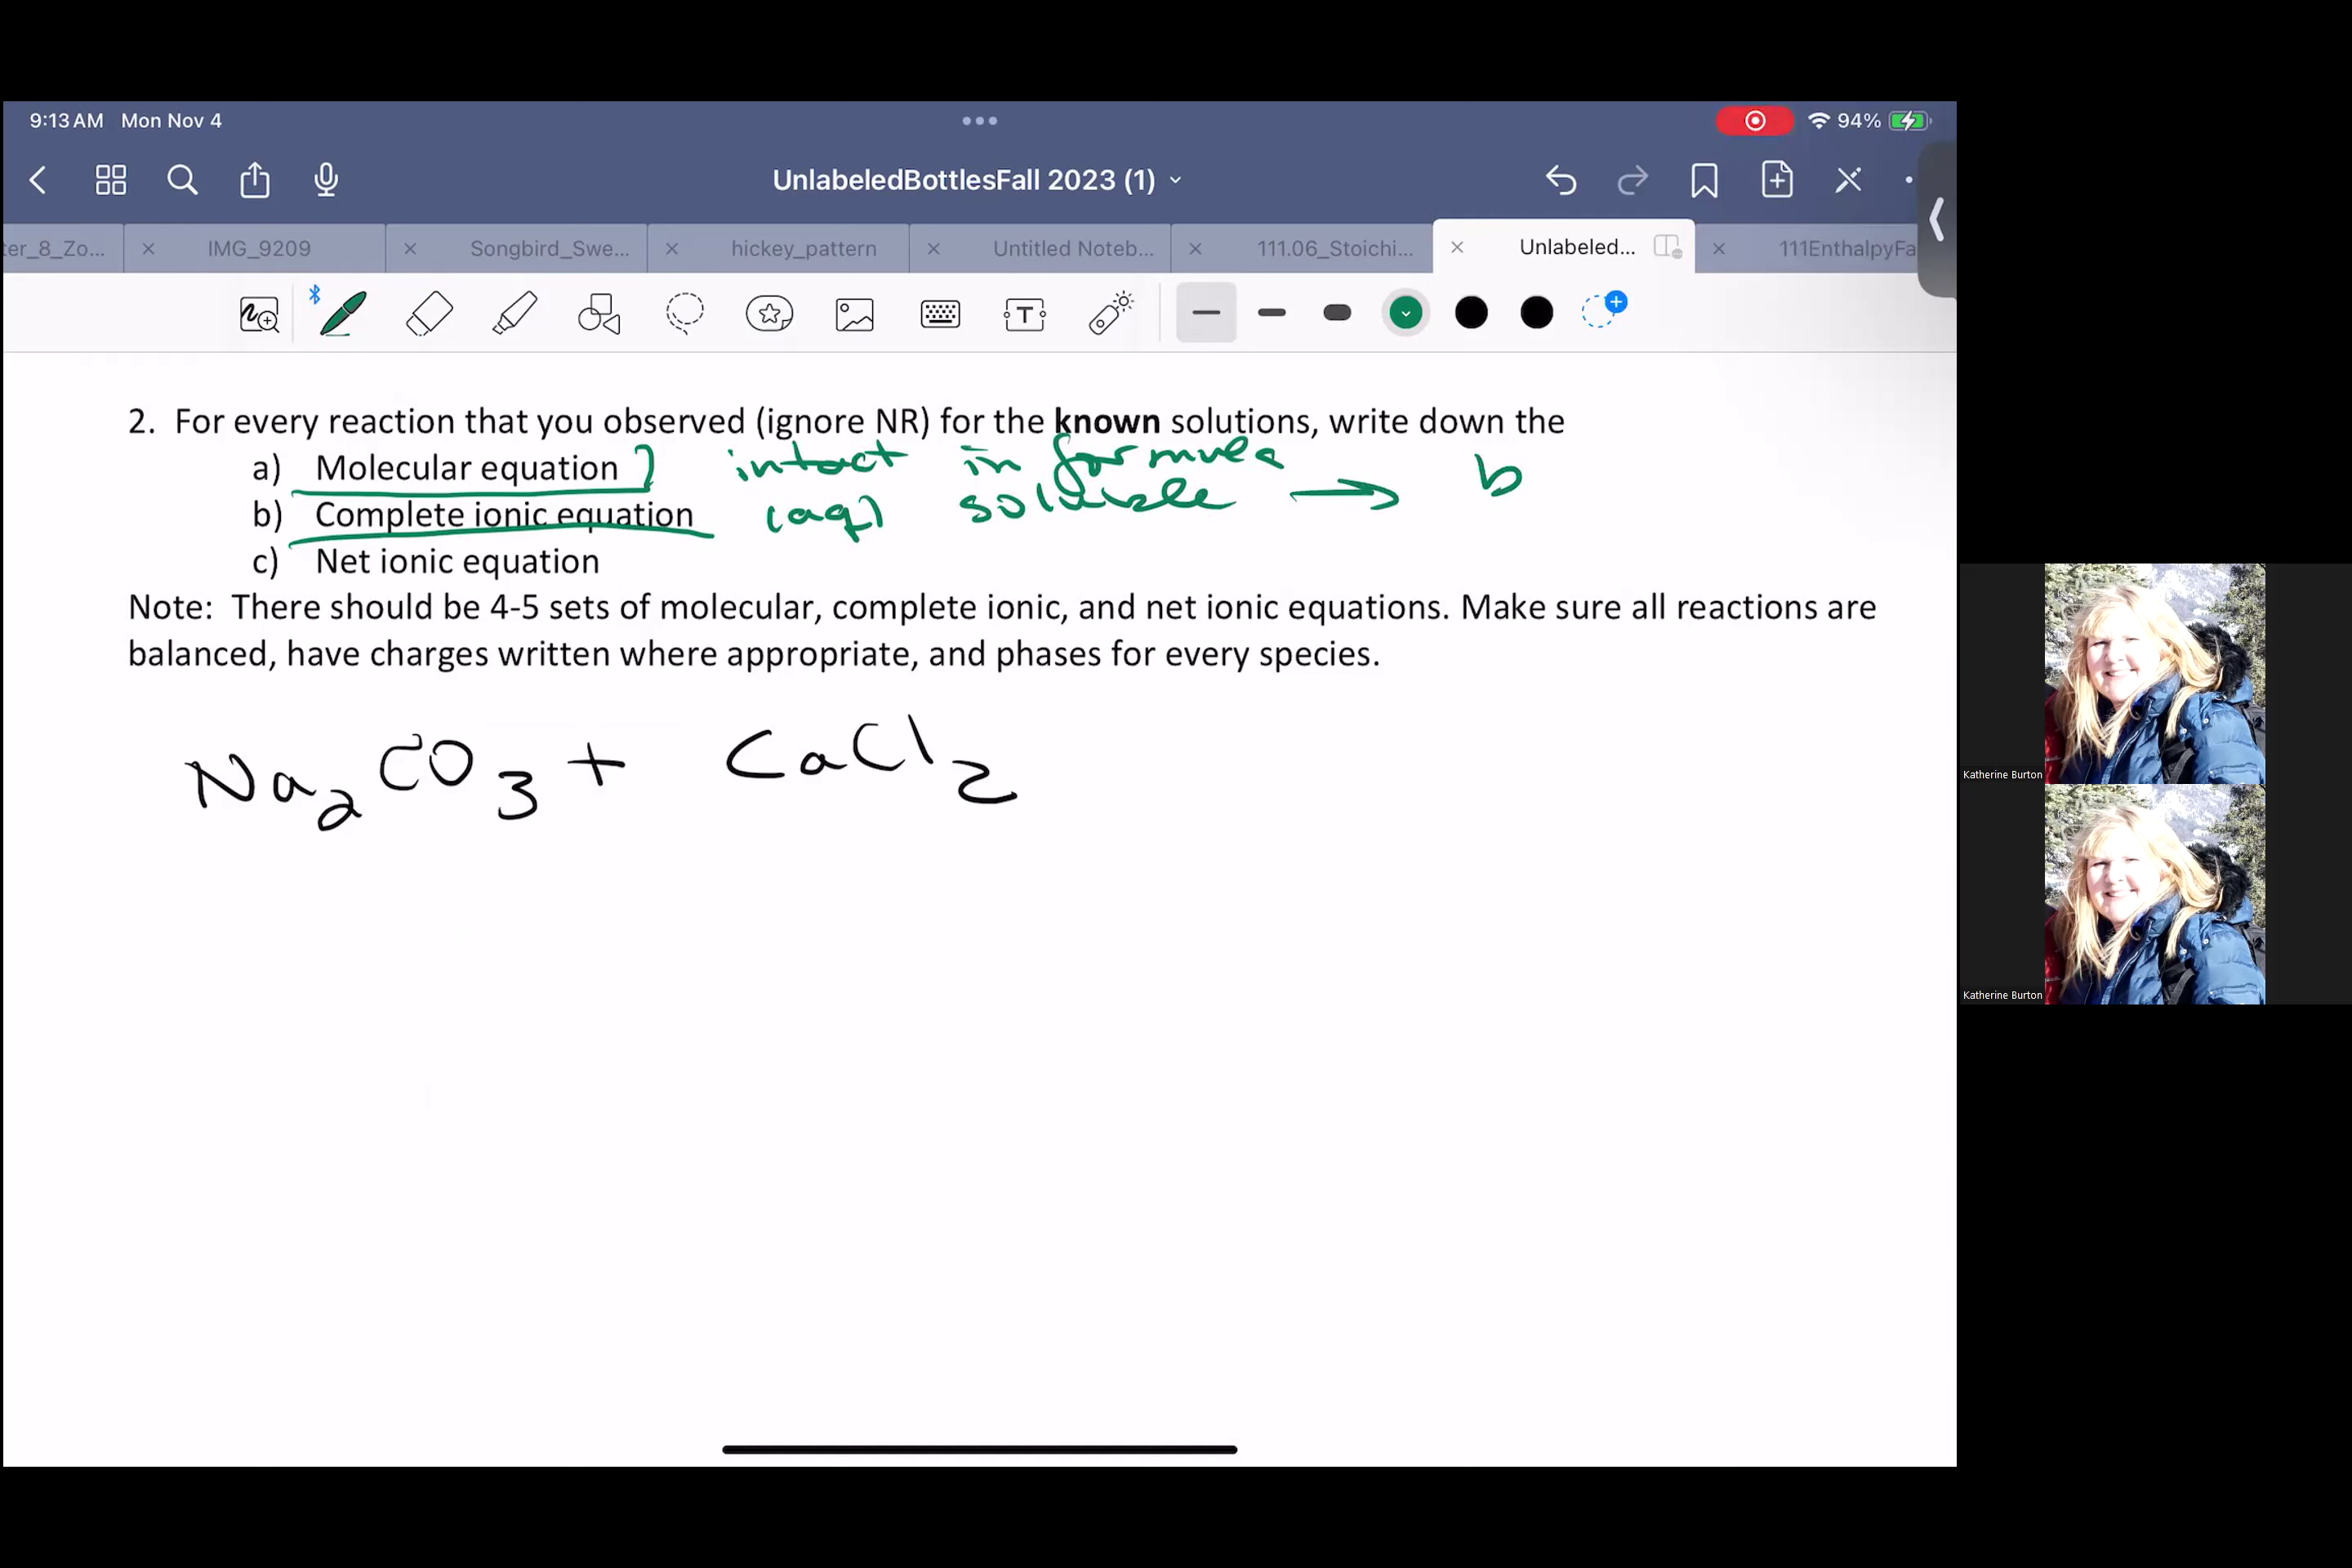 9:13 AM Mon Nov 4
94%
UnlabeledBottlesFall 2023 (1)
ter_8_Zo...
IMG_9209
Songbird_Swe...
hickey_pattern
Untitled Noteb...
111.06_Stoichi...
Unlabeled...
111EnthalpyFa
2. For every reaction that you observed (ignore NR) for the known solutions, write down the
a) Molecular equation intact in formula
b) Complete ionic equation (aq) soluble → b
c) Net ionic equation
Note: There should be 4-5 sets of molecular, complete ionic, and net ionic equations. Make sure all reactions are
balanced, have charges written where appropriate, and phases for every species.
Na₂CO₃ + CaCl₂
Katherine Burton
Katherine Burton